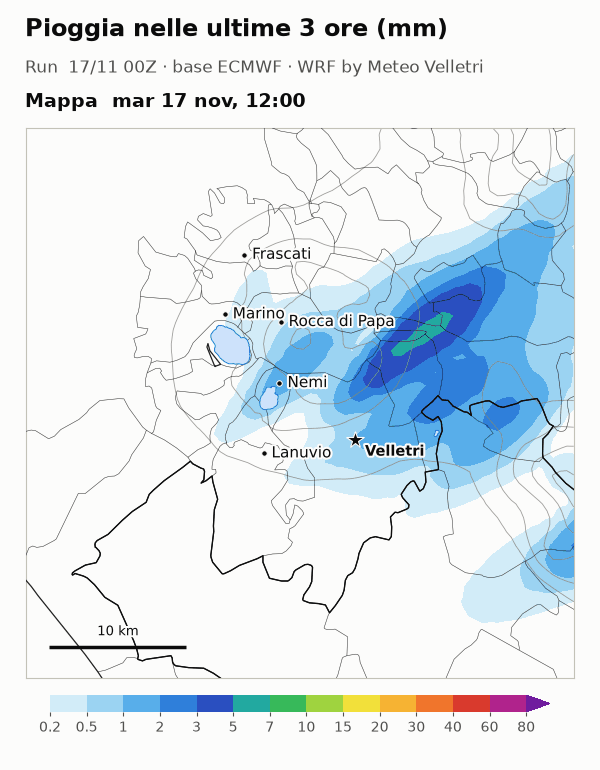 Pioggia nelle ultime 3 ore (mm)
Run  17/11 00Z · base ECMWF · WRF by Meteo Velletri
Mappa  mar 17 nov, 12:00
Frascati
Marino
Rocca di Papa
Nemi
Velletri
Lanuvio
10 km
0.2 0.5 1 2 3 5 7 10 15 20 30 40 60 80